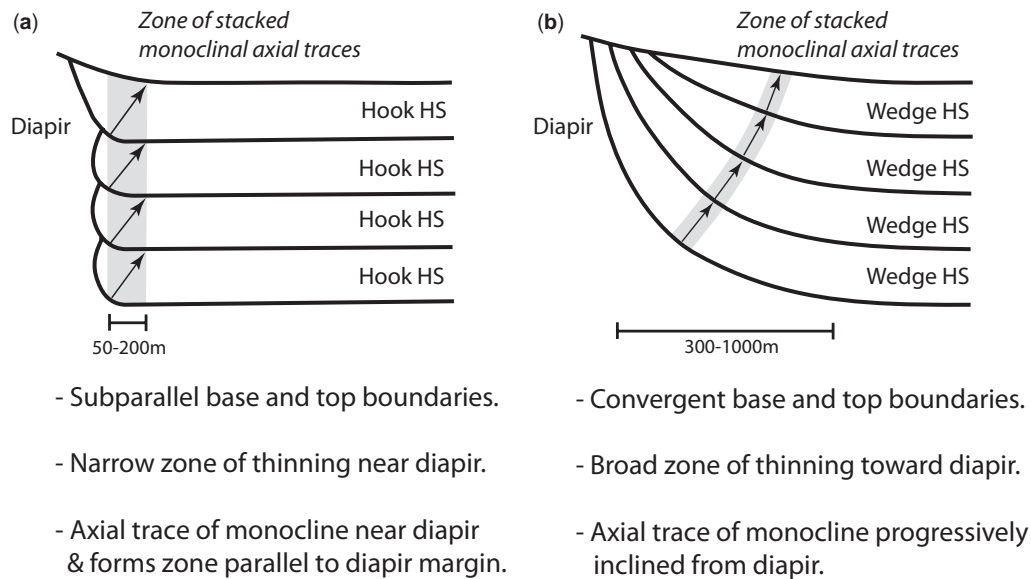 (a)
Zone of stacked
monoclinal axial traces
Diapir
Hook HS
Hook HS
Hook HS
Hook HS
50-200m
- Subparallel base and top boundaries.
- Narrow zone of thinning near diapir.
- Axial trace of monocline near diapir
& forms zone parallel to diapir margin.
(b)
Zone of stacked
monoclinal axial traces
Diapir
Wedge HS
Wedge HS
Wedge HS
Wedge HS
300-1000m
- Convergent base and top boundaries.
- Broad zone of thinning toward diapir.
- Axial trace of monocline progressively
inclined from diapir.